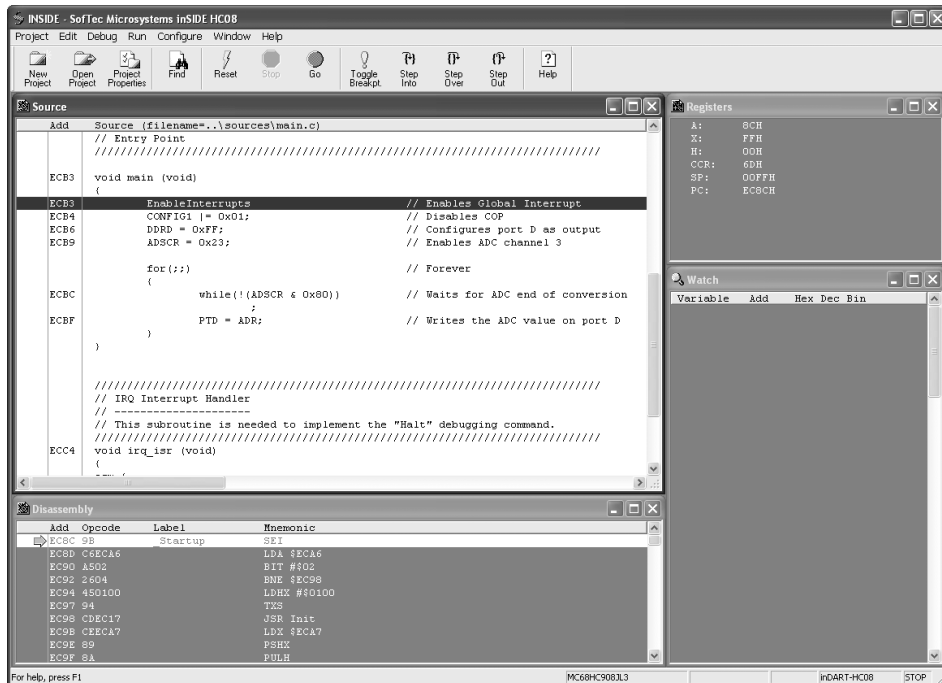 INSIDE - SofTec Microsystems inSIDE HC08
Project Edit Debug Run Configure Window Help
New Project Open Project Project Properties Find Reset Stop Go Toggle Breakpt. Step Into Step Over Step Out Help
Source
Add Source (filename=..\sources\main.c)
// Entry Point
/////////////////////////////////////////////////////////////////////////////
ECB3 void main (void)
{
ECB3 EnableInterrupts // Enables Global Interrupt
ECB4 CONFIG1 |= 0x01; // Disables COP
ECB6 DDRD = 0xFF; // Configures port D as output
ECB9 ADSCR = 0x23; // Enables ADC channel 3
for(;;) // Forever
{
ECBC while(!(ADSCR & 0x80)) // Waits for ADC end of conversion
;
ECBF PTD = ADR; // Writes the ADC value on port D
}
}
/////////////////////////////////////////////////////////////////////////////
// IRQ Interrupt Handler
// ---------------------
// This subroutine is needed to implement the "Halt" debugging command.
/////////////////////////////////////////////////////////////////////////////
ECC4 void irq_isr (void)
{
Registers
A: 8CH
X: FFH
H: 00H
CCR: 6DH
SP: 00FFH
PC: EC8CH
Watch
Variable Add Hex Dec Bin
Disassembly
Add Opcode Label Mnemonic
EC8C 9B _Startup SEI
EC8D C6ECA6 LDA $ECA6
EC90 A502 BIT #$02
EC92 2604 BNE $EC98
EC94 450100 LDHX #$0100
EC97 94 TXS
EC98 CDEC17 JSR Init
EC9B CEECA7 LDX $ECA7
EC9E 89 PSHX
EC9F 8A PULH
For help, press F1
MC68HC908JL3
inDART-HC08
STOP